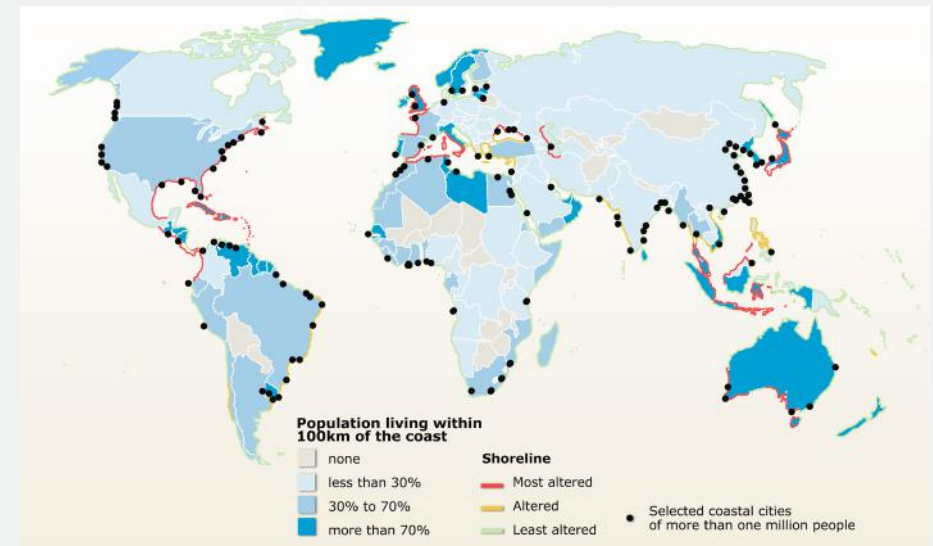 Population living within
100km of the coast
none
less than 30%
30% to 70%
more than 70%
Shoreline
Most altered
Altered
Least altered
Selected coastal cities
of more than one million people